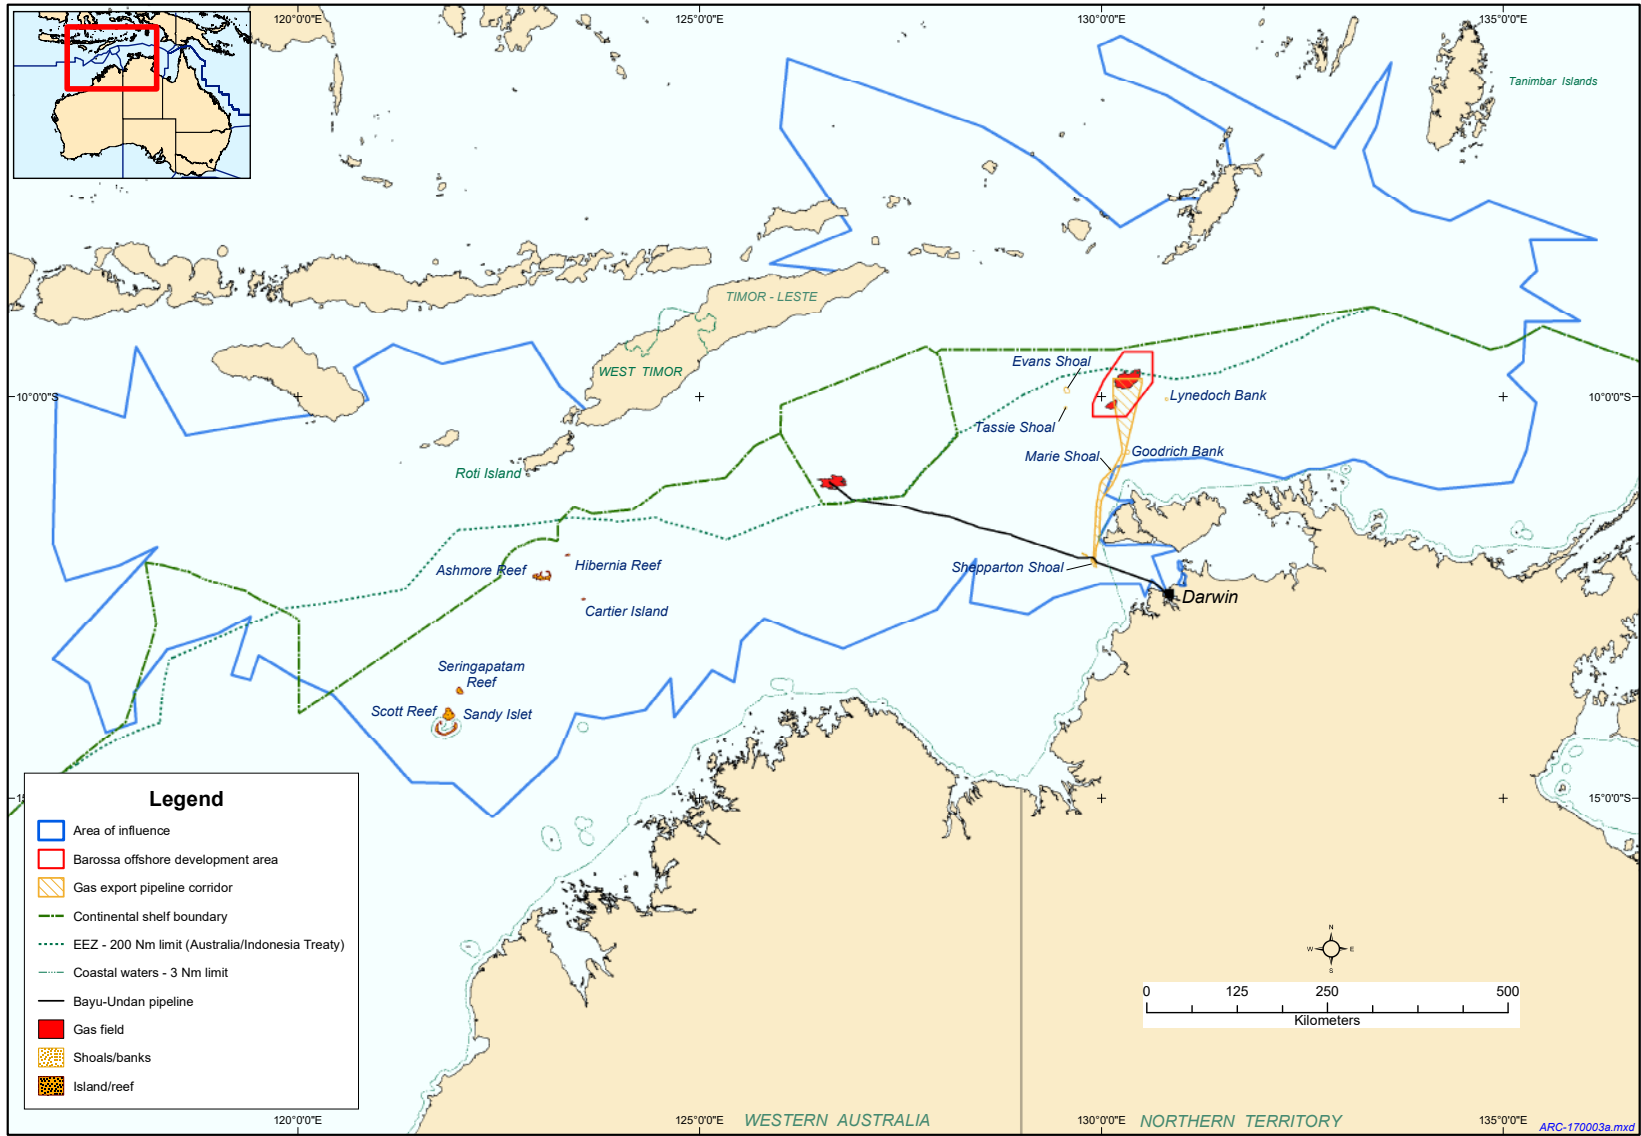 120°0'0"E
125°0'0"E
130°0'0"E
135°0'0"E
Tanimbar Islands
TIMOR - LESTE
WEST TIMOR
Evans Shoal
10°0'0"S
Lynedoch Bank
10°0'0"S
Tassie Shoal
Marie Shoal
Goodrich Bank
Roti Island
Hibernia Reef
Ashmore Reef
Shepparton Shoal
Cartier Island
Darwin
Seringapatam
Reef
Scott Reef
Sandy Islet
15°0'0"S
Legend
Area of influence
Barossa offshore development area
Gas export pipeline corridor
Continental shelf boundary
EEZ - 200 Nm limit (Australia/Indonesia Treaty)
Coastal waters - 3 Nm limit
Bayu-Undan pipeline
Gas field
Shoals/banks
Island/reef
N
W
E
S
0
125
250
500
Kilometers
120°0'0"E
125°0'0"E
WESTERN AUSTRALIA
130°0'0"E
NORTHERN TERRITORY
135°0'0"E
ARC-170003a.mxd